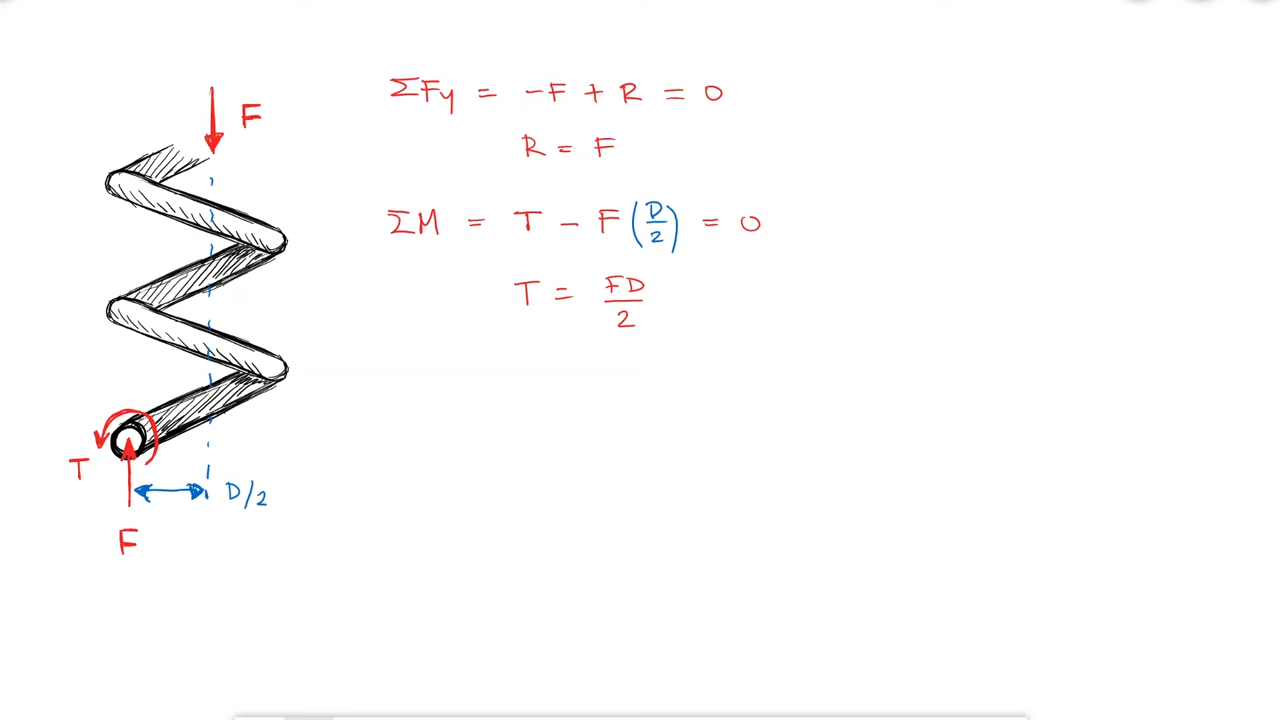 F
T
D/2
F
ΣFy = -F + R = 0
R = F
ΣM = T - F (D/2) = 0
T = FD/2